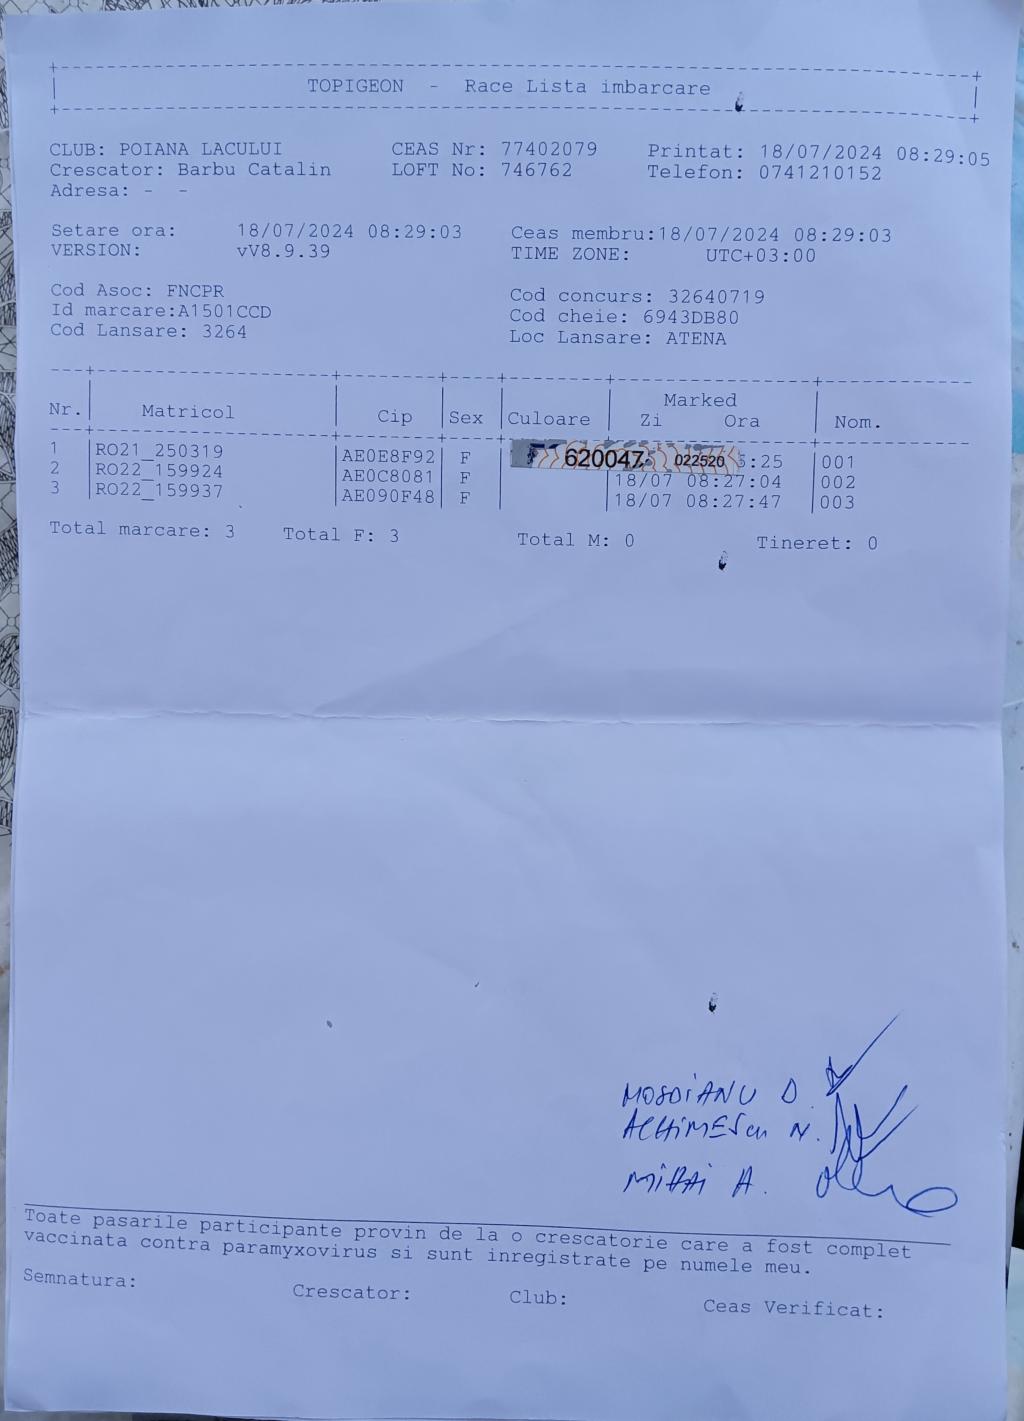 TOPIGEON - Race Lista imbarcare
CLUB: POIANA LACULUI CEAS Nr: 77402079 Printat: 18/07/2024 08:29:05
Crescator: Barbu Catalin LOFT No: 746762 Telefon: 0741210152
Adresa: - -
Setare ora: 18/07/2024 08:29:03 Ceas membru:18/07/2024 08:29:03
VERSION: vV8.9.39 TIME ZONE: UTC+03:00
Cod Asoc: FNCPR Cod concurs: 32640719
Id marcare:A1501CCD Cod cheie: 6943DB80
Cod Lansare: 3264 Loc Lansare: ATENA
Marked
Nr. Matricol Cip Sex Culoare Zi Ora Nom.
1 RO21_250319 AE0E8F92 F 620047 022520 :25 001
2 RO22_159924 AE0C8081 F 18/07 08:27:04 002
3 RO22_159937 AE090F48 F 18/07 08:27:47 003
Total marcare: 3 Total F: 3 Total M: 0 Tineret: 0
MOSOIANU D.
ACHIMESCU N.
MIHAI A.
Toate pasarile participante provin de la o crescatorie care a fost complet
vaccinata contra paramyxovirus si sunt inregistrate pe numele meu.
Semnatura: Crescator: Club: Ceas Verificat: